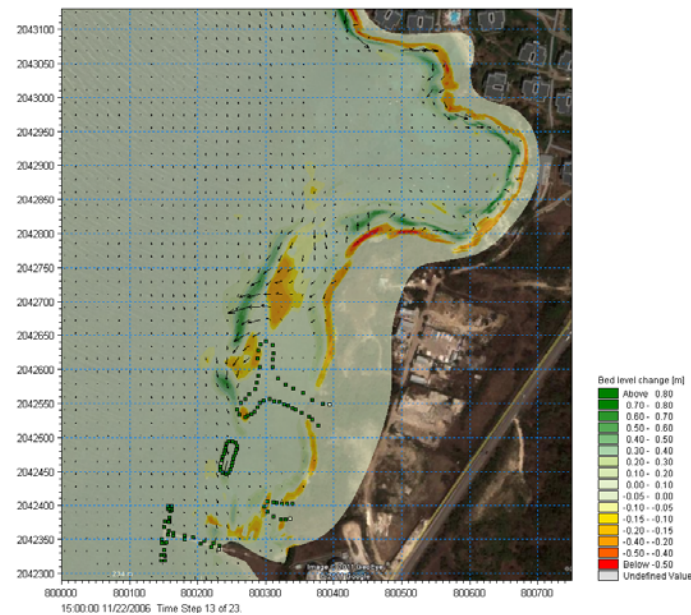 2043100
2043050
2043000
2042950
2042900
2042850
2042800
2042750
2042700
2042650
2042600
2042550
2042500
2042450
2042400
2042350
2042300
800000 800100 800200 800300 800400 800500 800600 800700
15:00:00 11/22/2006 Time Step 13 of 23.
Bed level change [m]
Above 0.80
0.70 - 0.80
0.60 - 0.70
0.50 - 0.60
0.40 - 0.50
0.30 - 0.40
0.20 - 0.30
0.10 - 0.20
0.00 - 0.10
-0.05 - 0.00
-0.10 - -0.05
-0.15 - -0.10
-0.20 - -0.15
-0.40 - -0.20
-0.50 - -0.40
Below -0.50
Undefined Value